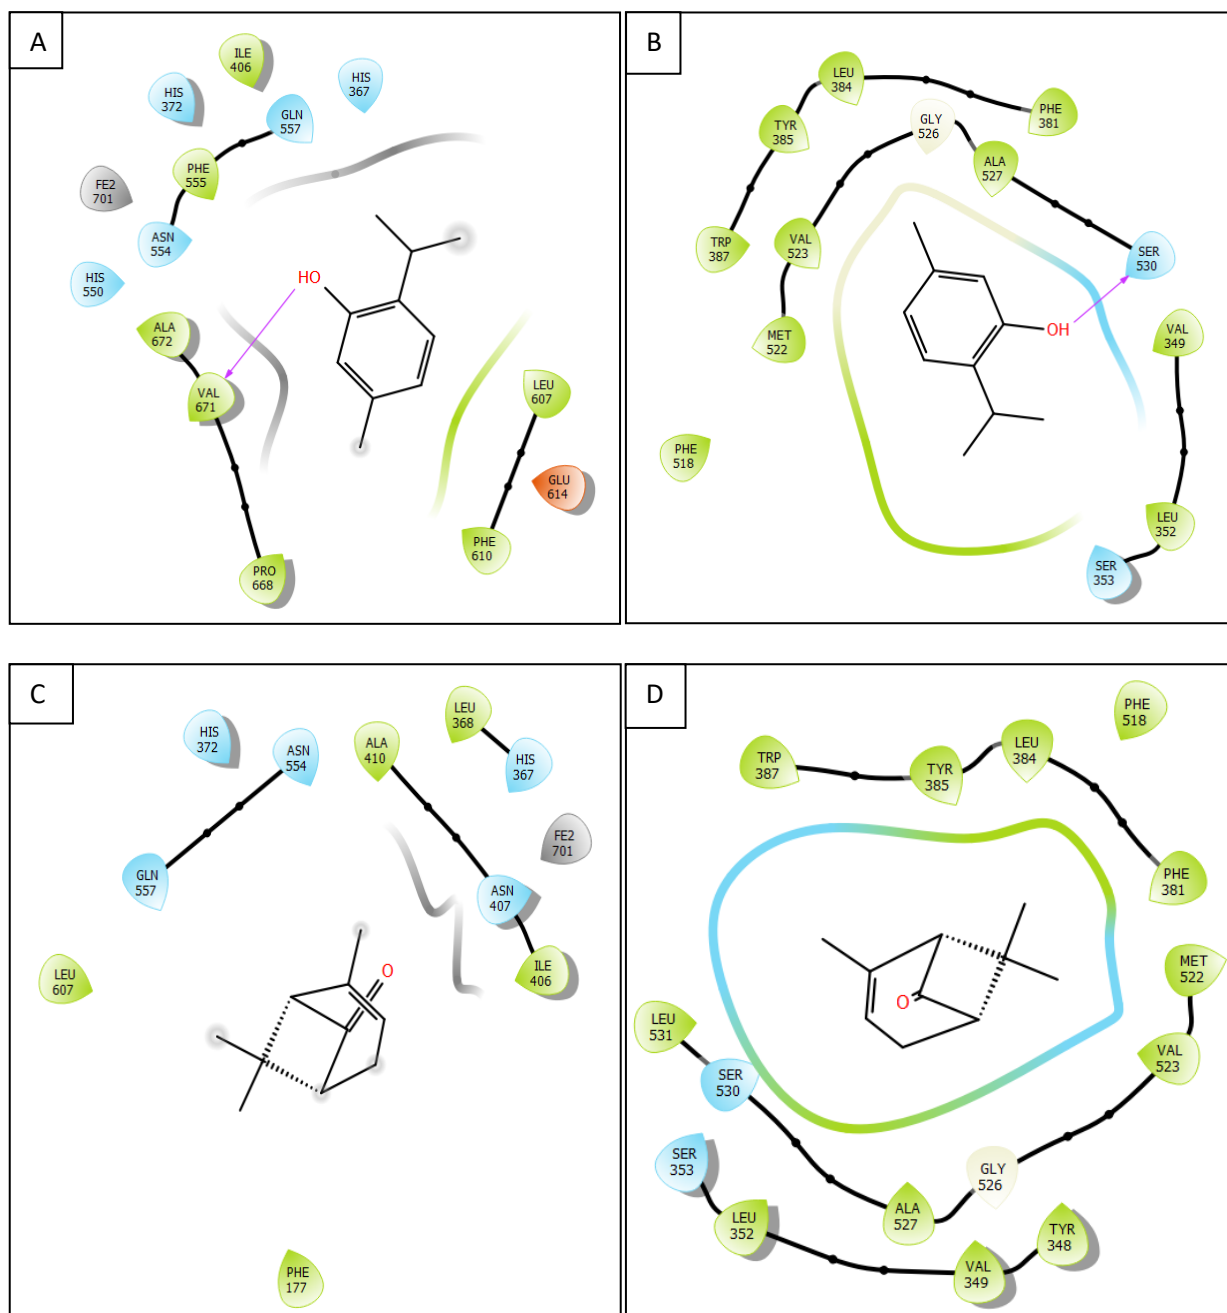 A
ILE
406
HIS
367
HIS
372
GLN
557
PHE
555
FE2
701
ASN
554
HIS
550
HO
ALA
672
VAL
671
LEU
607
GLU
614
PHE
610
PRO
668
B
LEU
384
PHE
381
TYR
385
GLY
526
ALA
527
TRP
387
VAL
523
SER
530
MET
522
OH
VAL
349
PHE
518
LEU
352
SER
353
C
LEU
368
HIS
372
ASN
554
ALA
410
HIS
367
FE2
701
GLN
557
ASN
407
LEU
607
O
ILE
406
PHE
177
D
PHE
518
TRP
387
TYR
385
LEU
384
PHE
381
MET
522
O
LEU
531
VAL
523
SER
530
SER
353
GLY
526
ALA
527
LEU
352
TYR
348
VAL
349